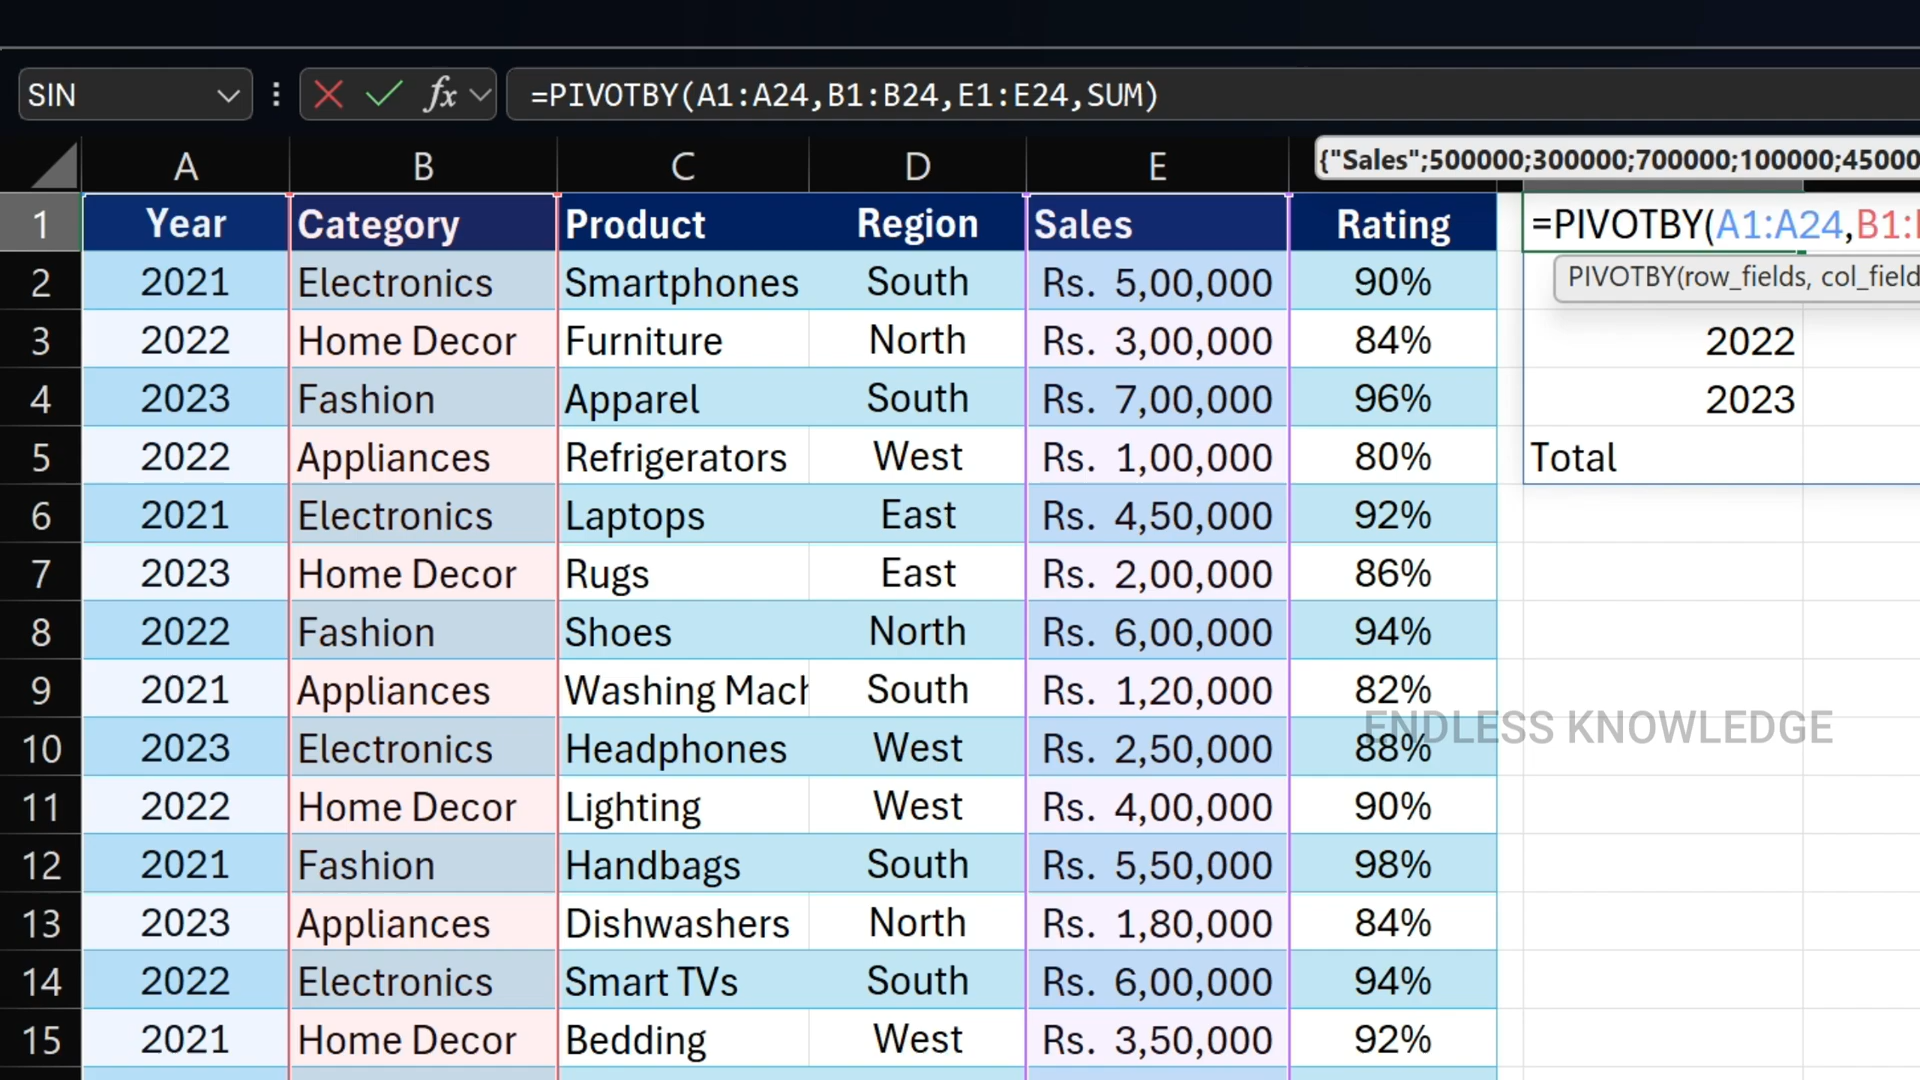 SIN
fx
=PIVOTBY(A1:A24,B1:B24,E1:E24,SUM)
A B C D E
{"Sales";500000;300000;700000;100000;45000
1 Year Category Product Region Sales Rating =PIVOTBY(A1:A24,B1:
2 2021 Electronics Smartphones South Rs. 5,00,000 90% PIVOTBY(row_fields, col_field
3 2022 Home Decor Furniture North Rs. 3,00,000 84% 2022
4 2023 Fashion Apparel South Rs. 7,00,000 96% 2023
5 2022 Appliances Refrigerators West Rs. 1,00,000 80% Total
6 2021 Electronics Laptops East Rs. 4,50,000 92%
7 2023 Home Decor Rugs East Rs. 2,00,000 86%
8 2022 Fashion Shoes North Rs. 6,00,000 94%
9 2021 Appliances Washing Mach South Rs. 1,20,000 82%
ENDLESS KNOWLEDGE
10 2023 Electronics Headphones West Rs. 2,50,000 88%
11 2022 Home Decor Lighting West Rs. 4,00,000 90%
12 2021 Fashion Handbags South Rs. 5,50,000 98%
13 2023 Appliances Dishwashers North Rs. 1,80,000 84%
14 2022 Electronics Smart TVs South Rs. 6,00,000 94%
15 2021 Home Decor Bedding West Rs. 3,50,000 92%